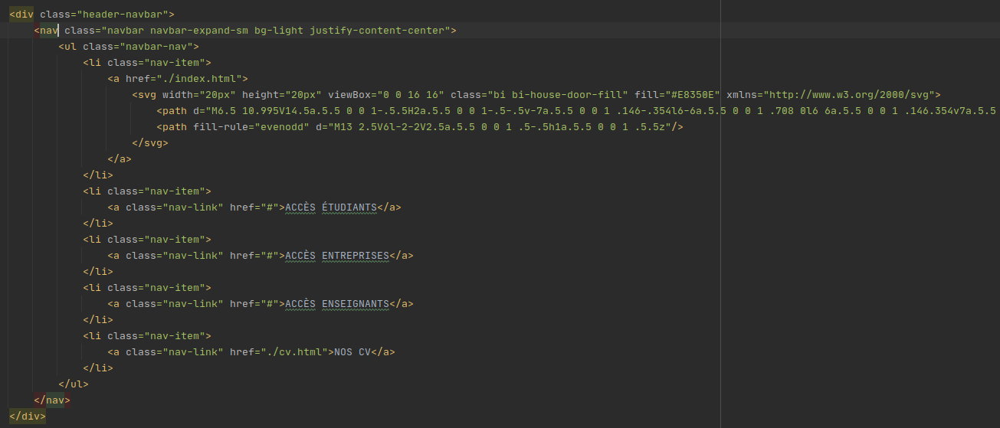 <div class="header-navbar">
<nav class="navbar navbar-expand-sm bg-light justify-content-center">
<ul class="navbar-nav">
<li class="nav-item">
<a href="./index.html">
<svg width="20px" height="20px" viewBox="0 0 16 16" class="bi bi-house-door-fill" fill="#E8350E" xmlns="http://www.w3.org/2000/svg">
<path d="M6.5 10.995V14.5a.5.5 0 0 1-.5.5H2a.5.5 0 0 1-.5-.5v-7a.5.5 0 0 1 .146-.354l6-6a.5.5 0 0 1 .708 0l6 6a.5.5 0 0 1 .146.354v7a.5.5
<path fill-rule="evenodd" d="M13 2.5V6l-2-2V2.5a.5.5 0 0 1 .5-.5h1a.5.5 0 0 1 .5.5z"/>
</svg>
</a>
</li>
<li class="nav-item">
<a class="nav-link" href="#">ACCÈS ÉTUDIANTS</a>
</li>
<li class="nav-item">
<a class="nav-link" href="#">ACCÈS ENTREPRISES</a>
</li>
<li class="nav-item">
<a class="nav-link" href="#">ACCÈS ENSEIGNANTS</a>
</li>
<li class="nav-item">
<a class="nav-link" href="./cv.html">NOS CV</a>
</li>
</ul>
</nav>
</div>